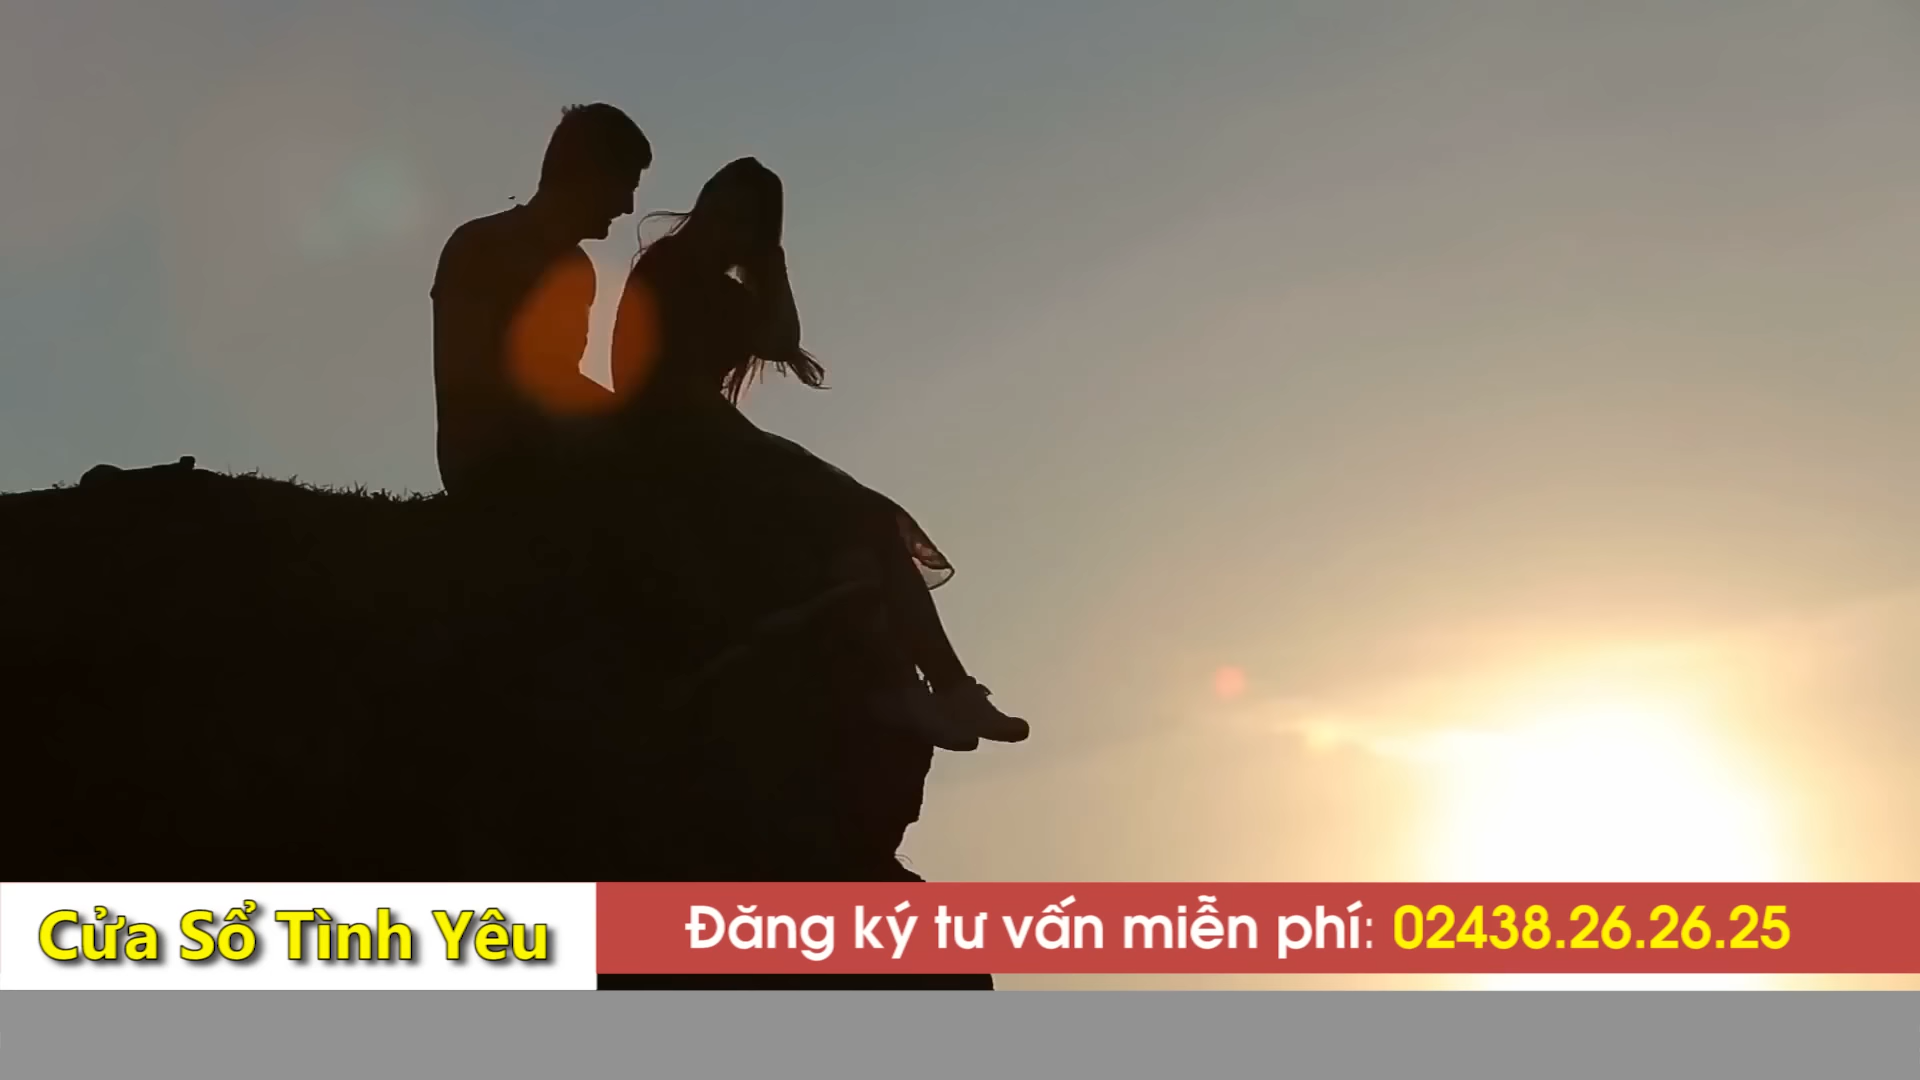 Cửa Sổ Tình Yêu
Đăng ký tư vấn miễn phí: 02438.26.26.25